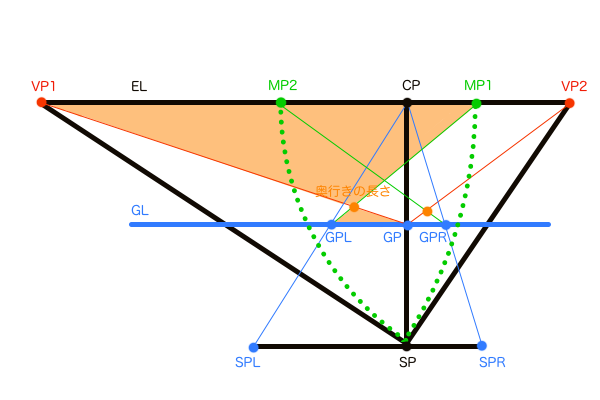 VP1
EL
MP2
CP
MP1
VP2
奥行きの長さ
GL
GPL
GP
GPR
SPL
SP
SPR